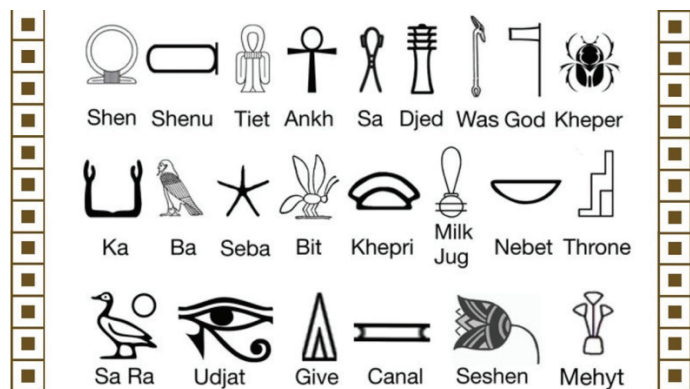 Shen Shenu Tiet Ankh Sa Djed Was God Kheper
Ka Ba Seba Bit Khepri Milk Jug Nebet Throne
Sa Ra Udjat Give Canal Seshen Mehyt